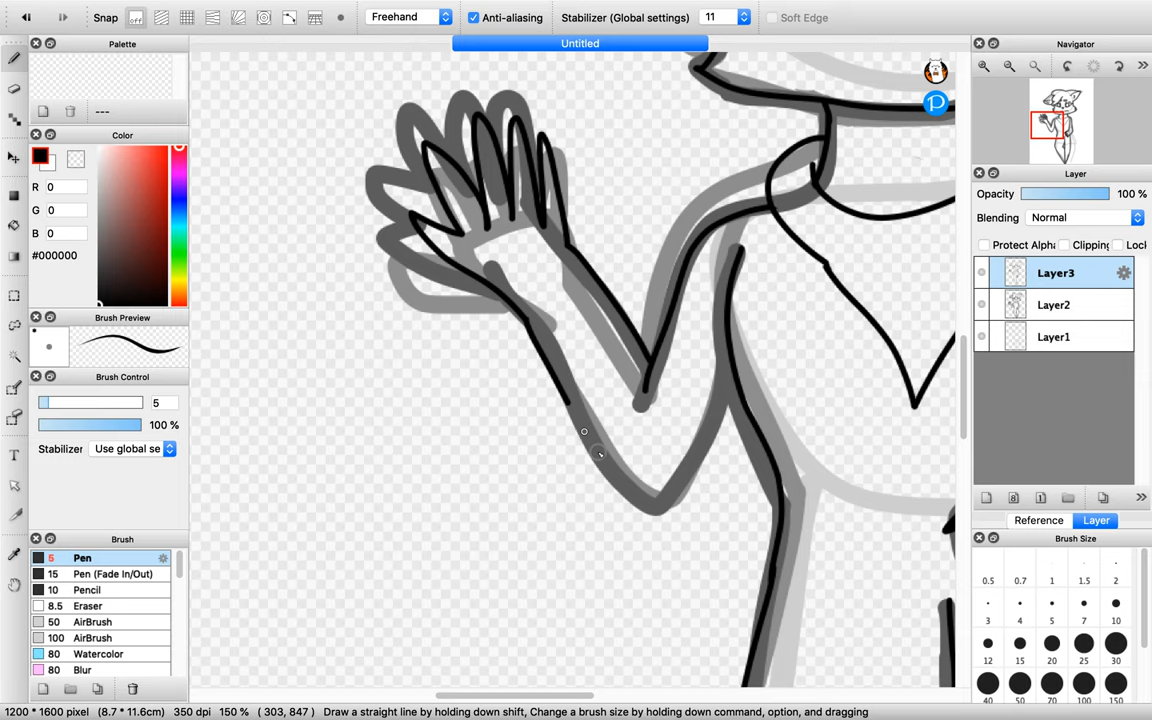 Snap off Freehand Anti-aliasing Stabilizer (Global settings) 11 Soft Edge
Palette
---
Color
R 0
G 0
B 0
#000000
Brush Preview
Brush Control
5
100 %
Stabilizer Use global se
Brush
5 Pen
15 Pen (Fade In/Out)
10 Pencil
8.5 Eraser
50 AirBrush
100 AirBrush
80 Watercolor
80 Blur
Untitled
Navigator
Layer
Opacity 100 %
Blending Normal
Protect Alpha Clipping Lock
Layer3
Layer2
Layer1
Reference Layer
Brush Size
0.5 0.7 1 1.5 2
3 4 5 7 10
12 15 20 25 30
40 50 70 100 150
1200 * 1600 pixel (8.7 * 11.6cm) 350 dpi 150 % ( 303, 847 ) Draw a straight line by holding down shift, Change a brush size by holding down command, option, and dragging